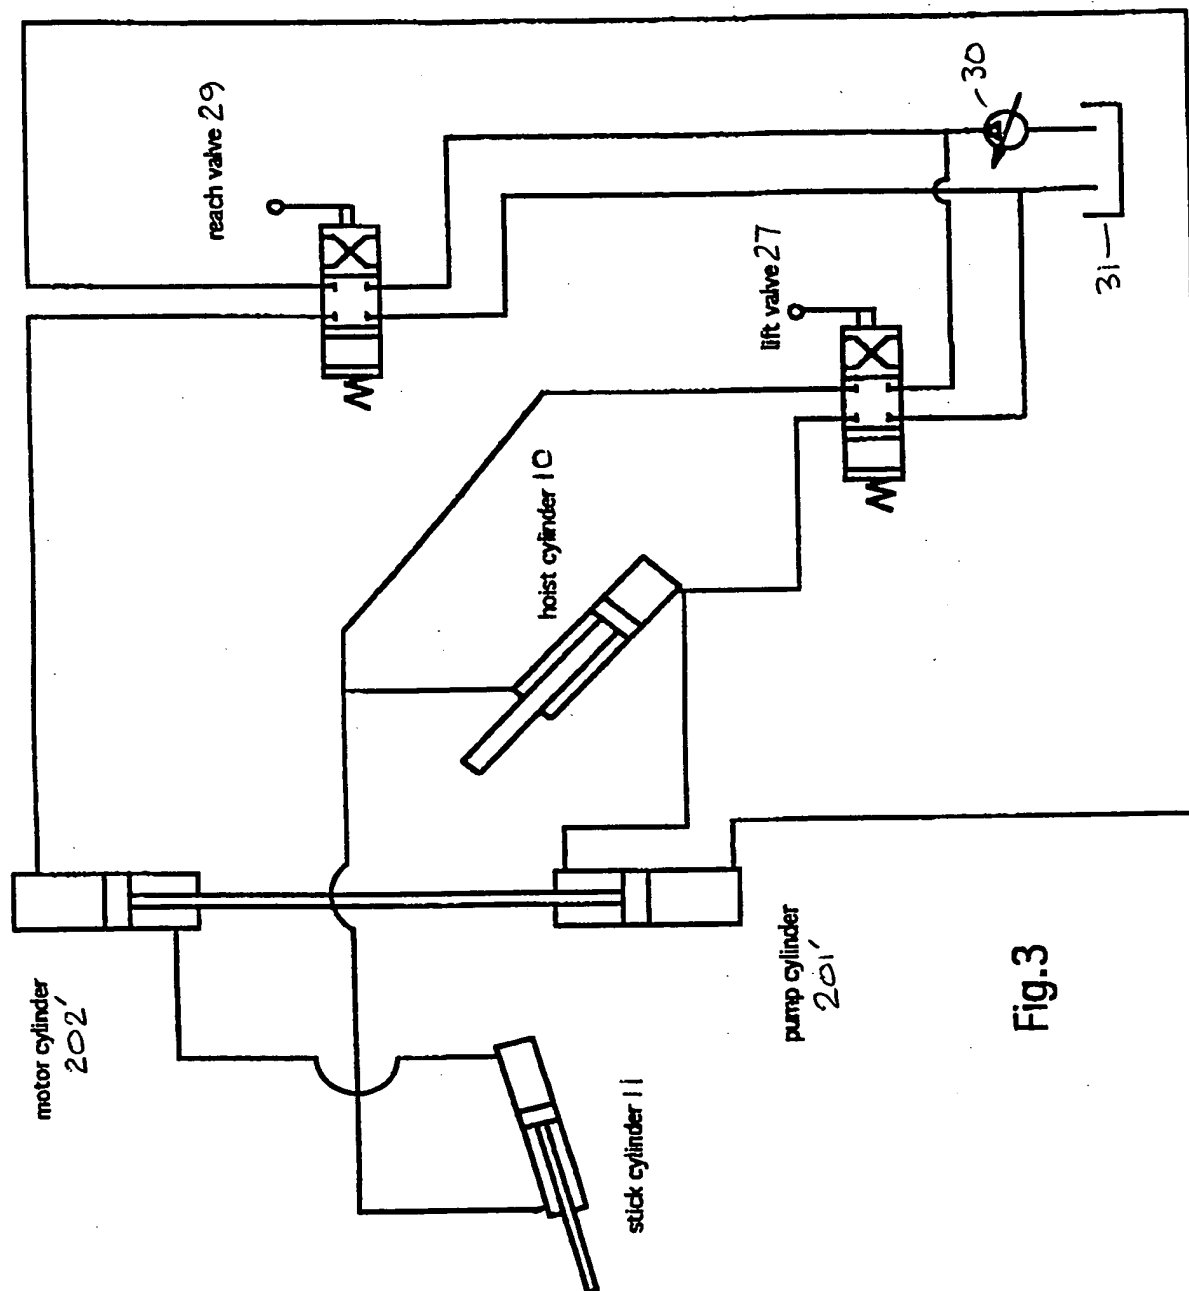 reach valve 29
30
lift valve 27
31
hoist cylinder 10
motor cylinder
202'
pump cylinder
201'
stick cylinder 11
Fig.3